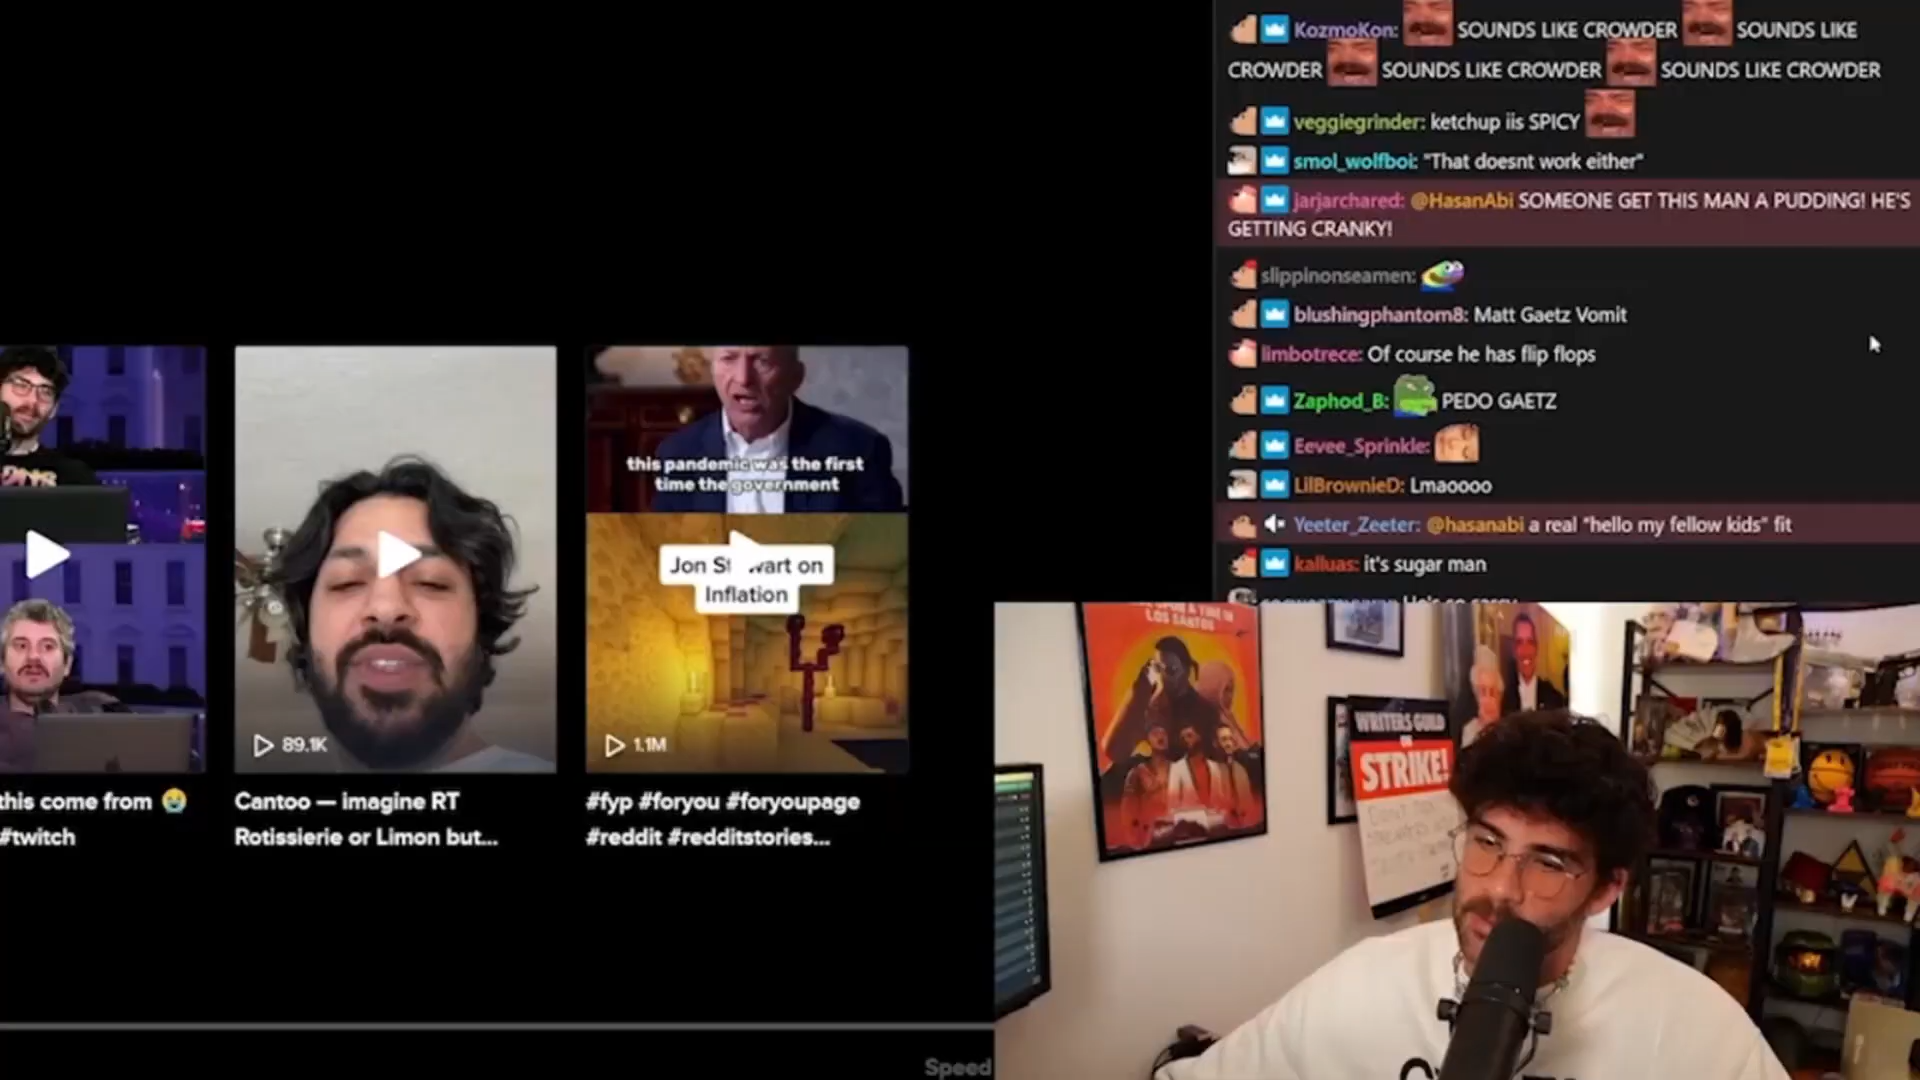 KozmoKon: SOUNDS LIKE CROWDER SOUNDS LIKE
CROWDER SOUNDS LIKE CROWDER SOUNDS LIKE CROWDER
veggiegrinder: ketchup iis SPICY
smol_wolfboi: "That doesnt work either"
jarjarchared: @HasanAbi SOMEONE GET THIS MAN A PUDDING! HE'S
GETTING CRANKY!
slippinonseamen:
blushingphantom8: Matt Gaetz Vomit
limbotrece: Of course he has flip flops
Zaphod_B: PEDO GAETZ
Eevee_Sprinkle:
LilBrownieD: Lmaoooo
Yeeter_Zeeter: @hasanabi a real "hello my fellow kids" fit
kalluas: it's sugar man
this pandemic was the first
time the government
Jon on
Inflation
89.1K
1.1M
this come from 😭
#twitch
Cantoo — imagine RT
Rotissierie or Limon but...
#fyp #foryou #foryoupage
#reddit #redditstories...
LOS SANTOS
WRITERS GUILD
ON
STRIKE!
Speed